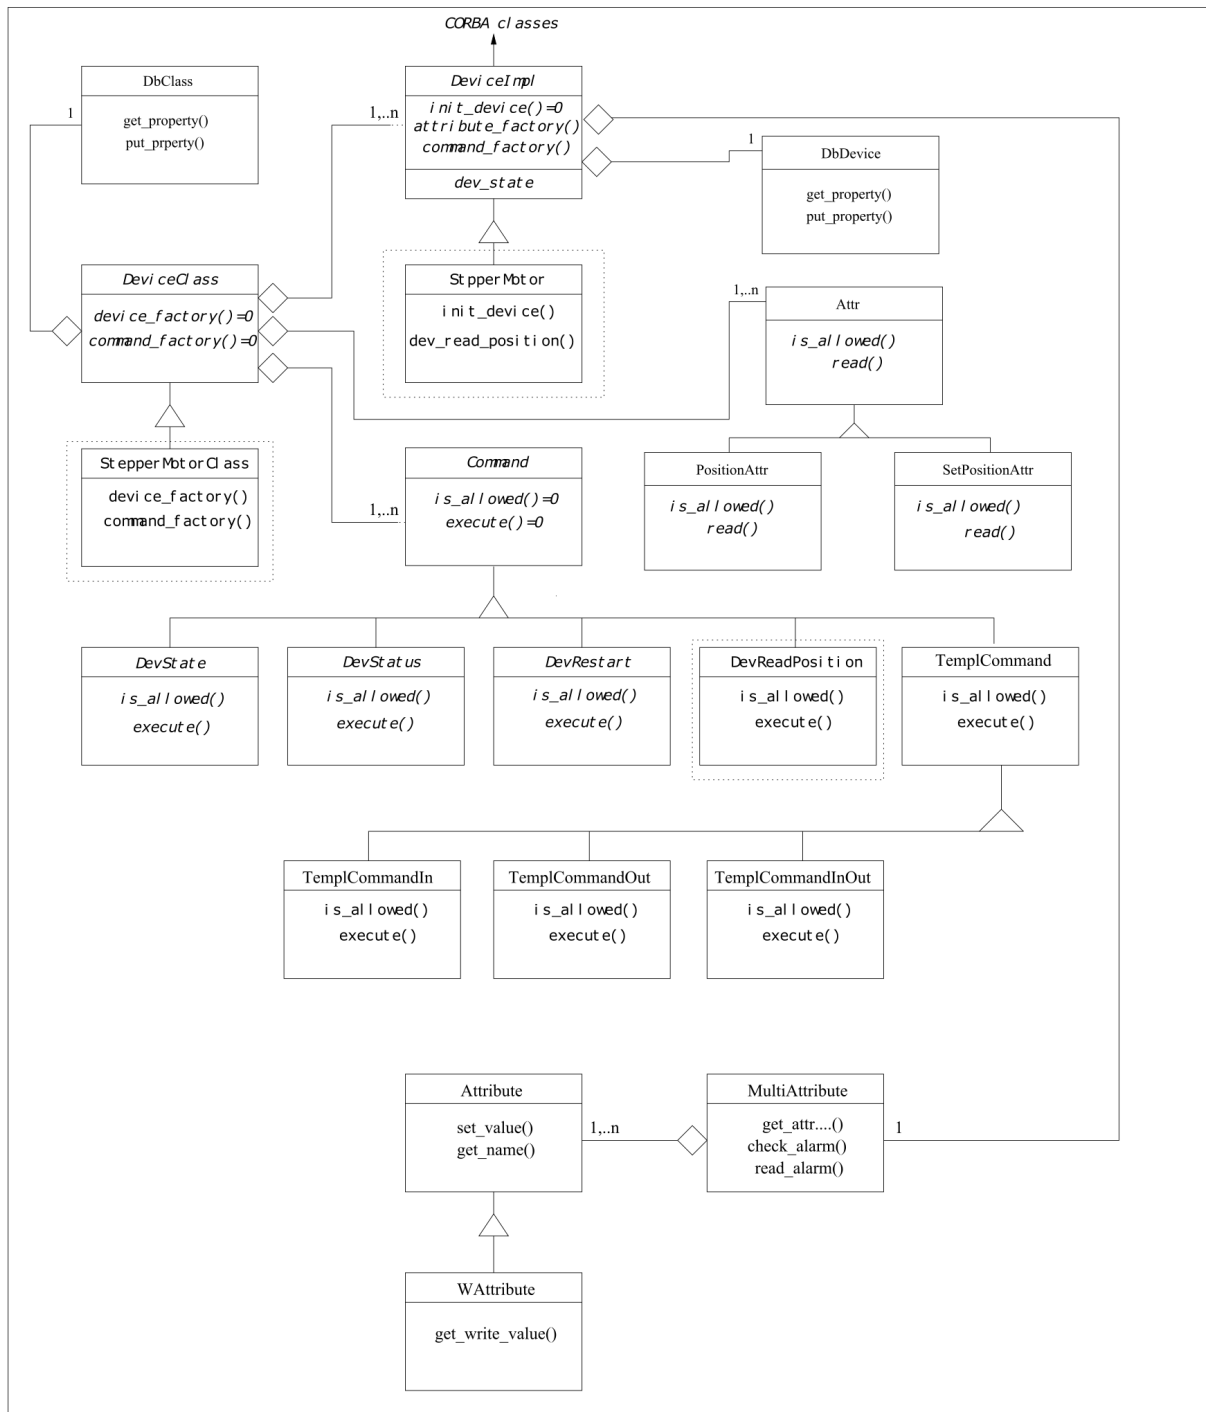 CORBA classes
DbClass
get_property()
put_prperty()
1
DeviceImpl
init_device()=0
attribute_factory()
command_factory()
dev_state
1,..n
1
DbDevice
get_property()
put_property()
DeviceClass
device_factory()=0
command_factory()=0
StpperMotor
init_device()
dev_read_position()
1,..n
Attr
is_allowed()
read()
StepperMotorClass
device_factory()
command_factory()
Command
is_allowed()=0
execute()=0
1,..n
PositionAttr
is_allowed()
read()
SetPositionAttr
is_allowed()
read()
DevState
is_allowed()
execute()
DevStatus
is_allowed()
execute()
DevRestart
is_allowed()
execute()
DevReadPosition
is_allowed()
execute()
TemplCommand
is_allowed()
execute()
TemplCommandIn
is_allowed()
execute()
TemplCommandOut
is_allowed()
execute()
TemplCommandInOut
is_allowed()
execute()
Attribute
set_value()
get_name()
1,..n
MultiAttribute
get_attr....()
check_alarm()
read_alarm()
1
WAttribute
get_write_value()